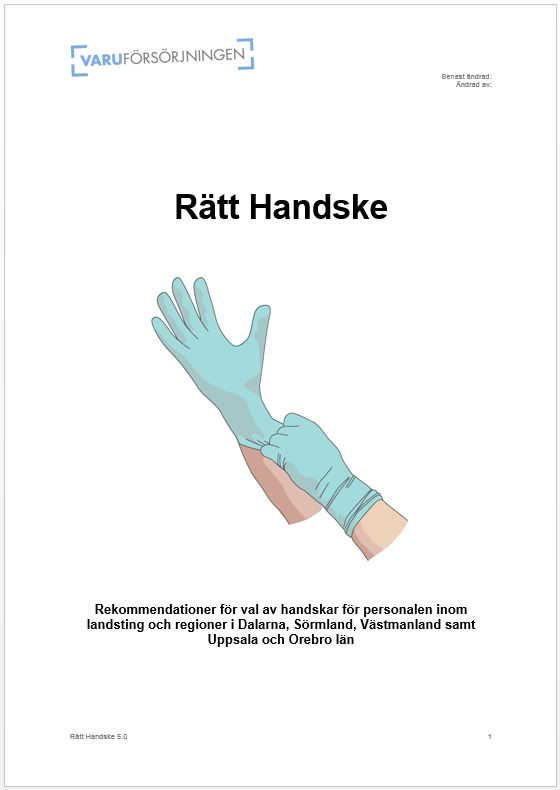 VARUFÖRSÖRJNINGEN
Benast ändrad:
Ändrad av:
Rätt Handske
Rekommendationer för val av handskar för personalen inom
landsting och regioner i Dalarna, Sörmland, Västmanland samt
Uppsala och Orebro län
Rätt Handske 5.0
1